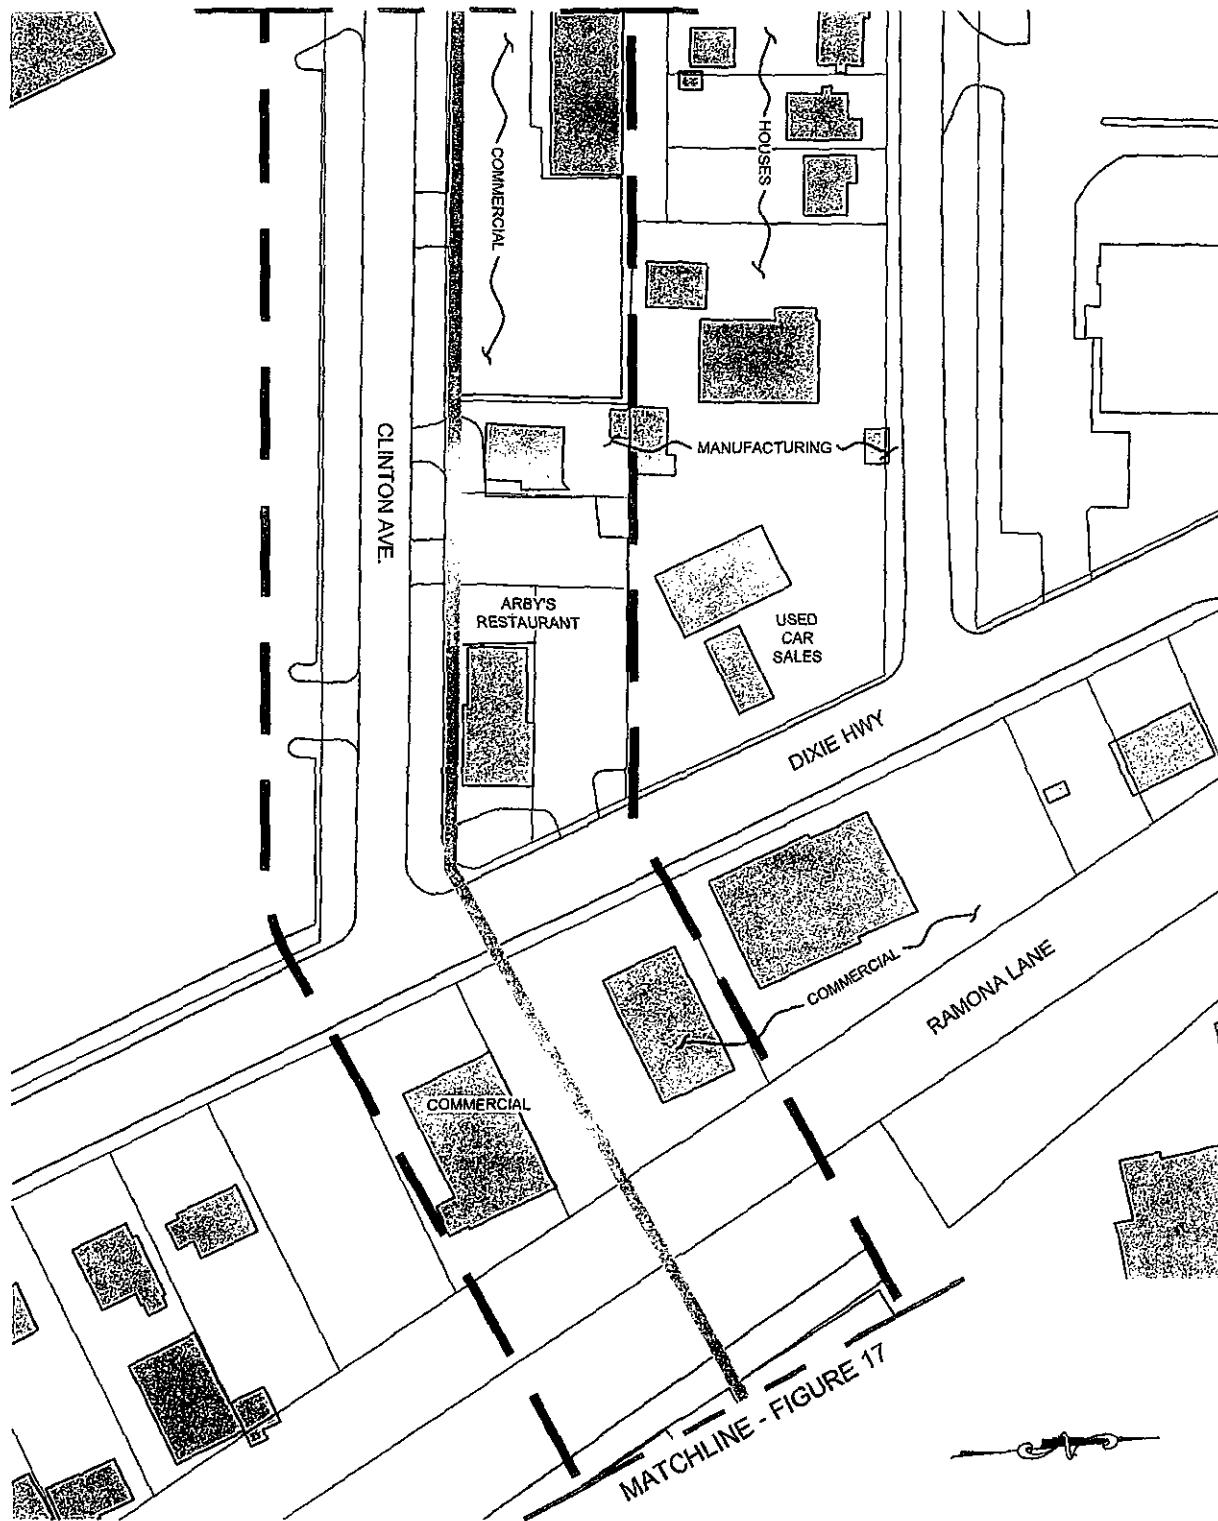 COMMERCIAL
HOUSES
CLINTON AVE.
MANUFACTURING
ARBY'S
RESTAURANT
USED
CAR
SALES
DIXIE HWY
COMMERCIAL
RAMONA LANE
COMMERCIAL
MATCHLINE - FIGURE 17